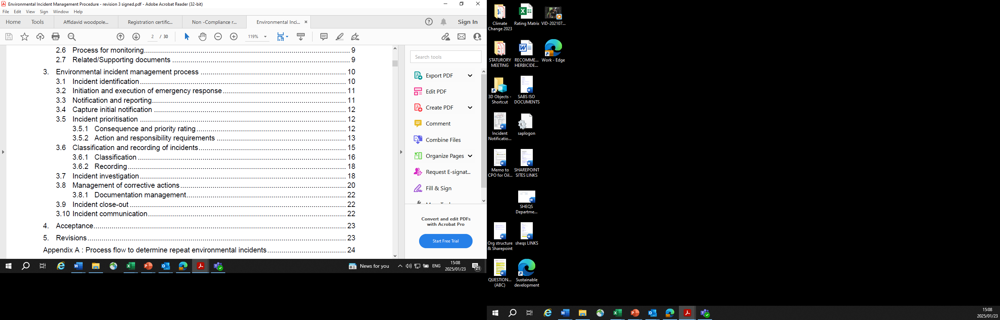 Environmental Incident Management Procedure - revision 3 signed.pdf - Adobe Acrobat Reader (32-bit)
File Edit View Sign Window Help
Home Tools Affidavid woodpole... Registration certific... Non -Compliance r... Environmental Inci... Sign In
2 / 30 119%
2.6 Process for monitoring 9
2.7 Related/Supporting documents 9
3. Environmental incident management process 10
3.1 Incident identification 10
3.2 Initiation and execution of emergency response 11
3.3 Notification and reporting 11
3.4 Capture initial notification 12
3.5 Incident prioritisation 12
3.5.1 Consequence and priority rating 12
3.5.2 Action and responsibility requirements 13
3.6 Classification and recording of incidents 15
3.6.1 Classification 16
3.6.2 Recording 18
3.7 Incident investigation 18
3.8 Management of corrective actions 20
3.8.1 Documentation management 22
3.9 Incident close-out 22
3.10 Incident communication 22
4. Acceptance 23
5. Revisions 23
Appendix A : Process flow to determine repeat environmental incidents 24
Search tools
Export PDF
Edit PDF
Create PDF
Comment
Combine Files
Organize Pages
Request E-signat...
Fill & Sign
Convert and edit PDFs
with Acrobat Pro
Start Free Trial
News for you
ENG
15:08
2025/01/23
21
Climate
Change 2023
Rating Matrix
VID-202107...
STATURORY
MEETING
RECOMME...
HERBICIDE...
Work - Edge
3D Objects -
Shortcut
SABS ISO
DOCUMENTS
Incident
Notificatio...
saplogon
Memo to
CPO for Oil...
SHAREPOINT
SITES LINKS
SHEQS
Departme...
Org structure
& Sharepoint
sheqs LINKS
QUESTION...
(ABC)
Sustainable
development
15:08
2025/01/23